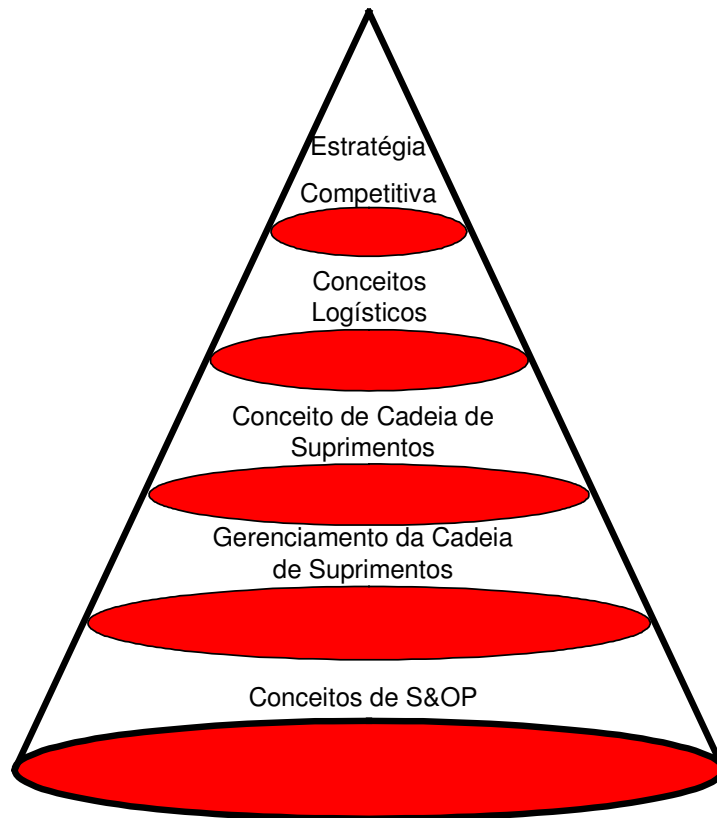 Estratégia
Competitiva
Conceitos
Logísticos
Conceito de Cadeia de
Suprimentos
Gerenciamento da Cadeia
de Suprimentos
Conceitos de S&OP